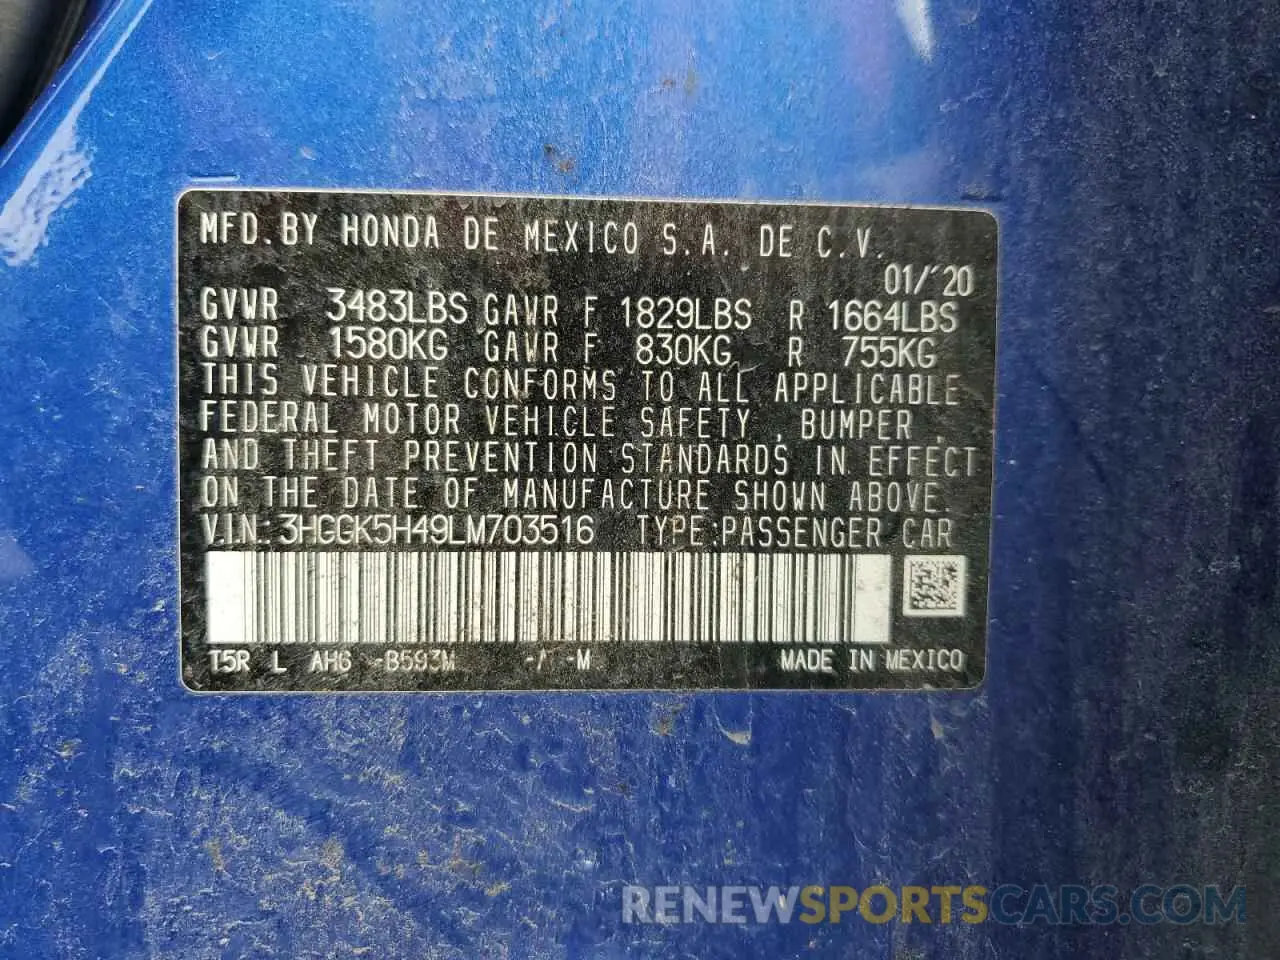 MFD.BY HONDA DE MEXICO S.A. DE C.V.
01/'20
GVWR 3483LBS GAWR F 1829LBS R 1664LBS
GVWR 1580KG GAWR F 830KG R 755KG
THIS VEHICLE CONFORMS TO ALL APPLICABLE
FEDERAL MOTOR VEHICLE SAFETY, BUMPER,
AND THEFT PREVENTION STANDARDS IN EFFECT
ON THE DATE OF MANUFACTURE SHOWN ABOVE.
V.I.N.:3HGGK5H49LM703516 TYPE:PASSENGER CAR
T5R L AHG -B593M -M MADE IN MEXICO
RENEWSPORTSCARS.COM